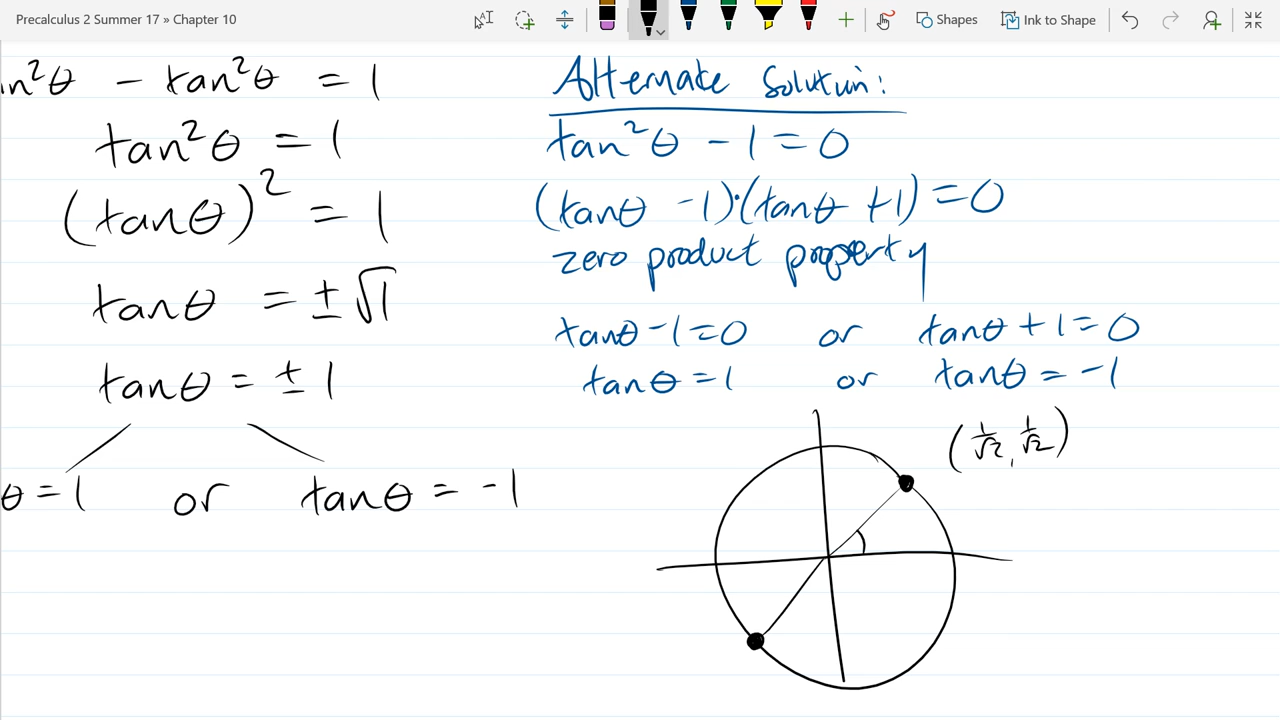 Precalculus 2 Summer 17 » Chapter 10
Shapes
Ink to Shape
n²θ − tan²θ = 1
tan²θ = 1
(tanθ)² = 1
tanθ = ±√1
tanθ = ±1
θ = 1 or tanθ = −1
Alternate Solution:
tan²θ − 1 = 0
(tanθ − 1)·(tanθ + 1) = 0
zero product property
tanθ − 1 = 0 or tanθ + 1 = 0
tanθ = 1 or tanθ = −1
(1/√2, 1/√2)